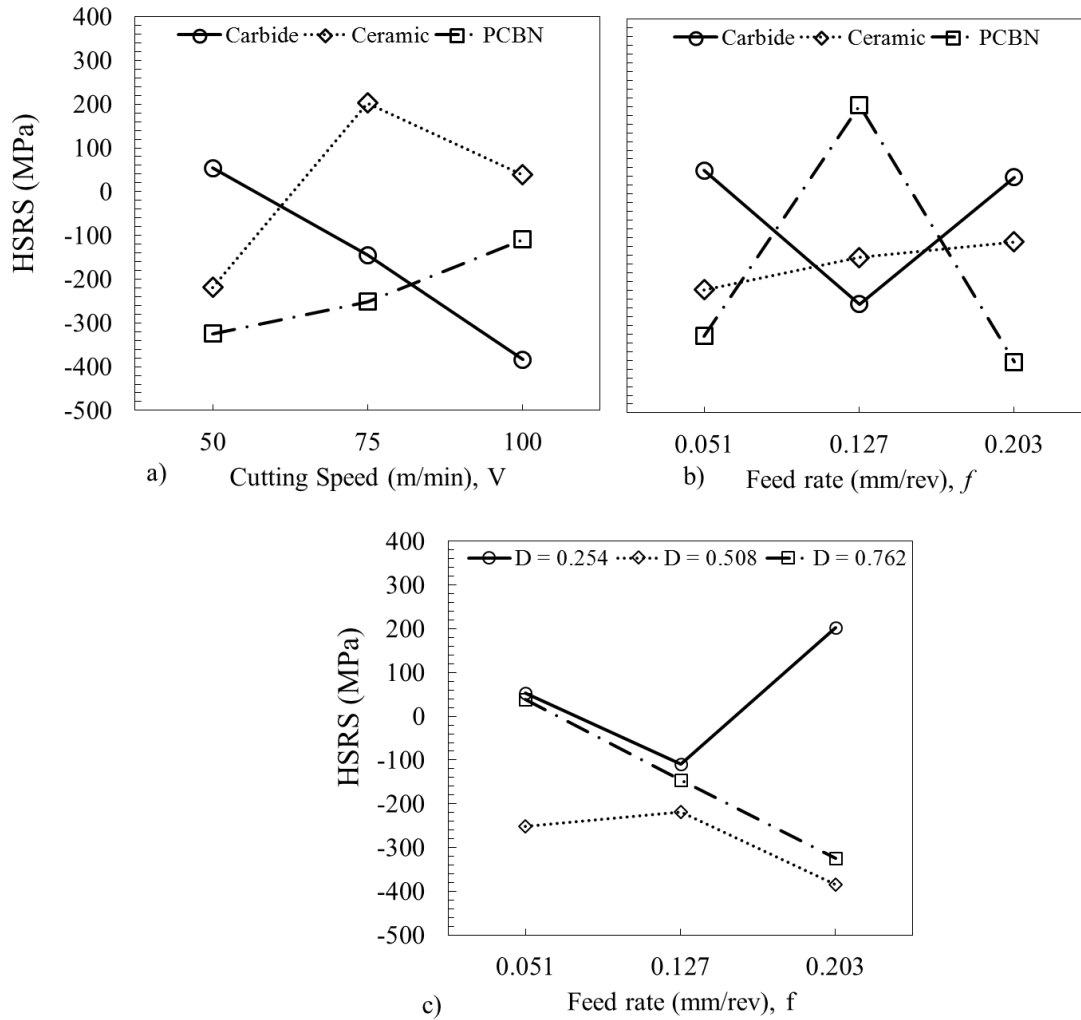 Carbide Ceramic PCBN
400
300
200
100
0
-100
-200
-300
-400
-500
HSRS (MPa)
50 75 100
Cutting Speed (m/min), V
a)
Carbide Ceramic PCBN
0.051 0.127 0.203
Feed rate (mm/rev), f
b)
D = 0.254 D = 0.508 D = 0.762
400
300
200
100
0
-100
-200
-300
-400
-500
HSRS (MPa)
0.051 0.127 0.203
Feed rate (mm/rev), f
c)